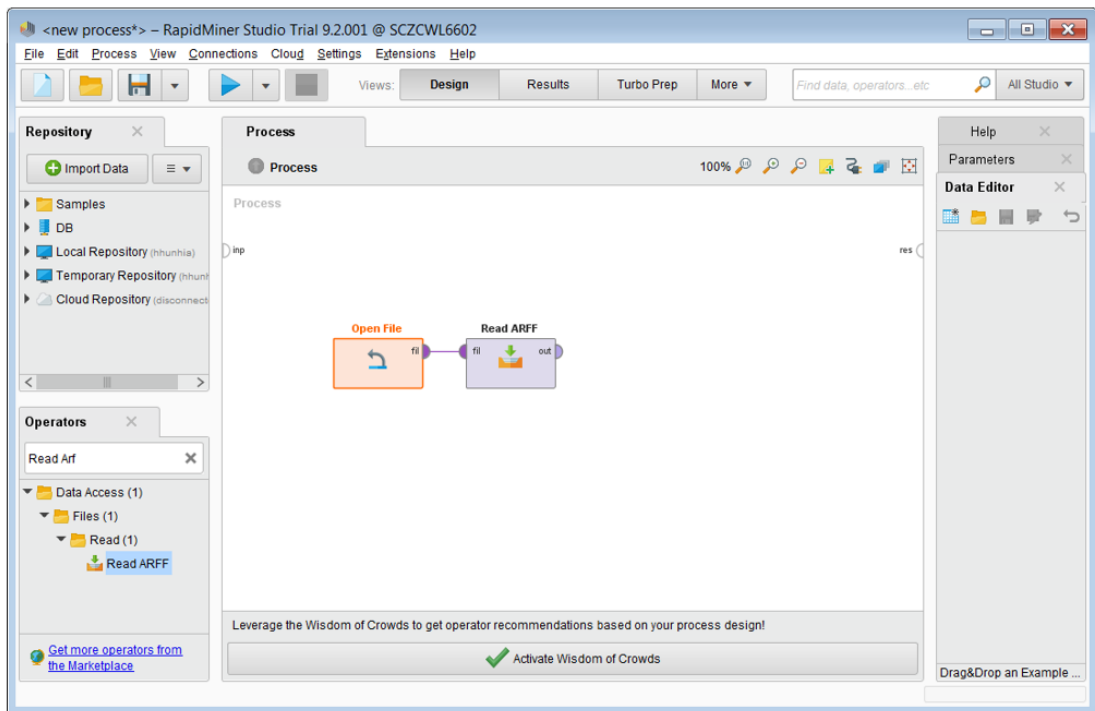 <new process*> – RapidMiner Studio Trial 9.2.001 @ SCZCWL6602
File Edit Process View Connections Cloud Settings Extensions Help
Views: Design Results Turbo Prep More Find data, operators...etc All Studio
Repository
Import Data
Samples
DB
Local Repository (hhunhia)
Temporary Repository (hhunh
Cloud Repository (disconnect
Operators
Read Arf
Data Access (1)
Files (1)
Read (1)
Read ARFF
Get more operators from
the Marketplace
Process
Process
100%
Process
inp
res
Open File
fil
Read ARFF
fil out
Leverage the Wisdom of Crowds to get operator recommendations based on your process design!
Activate Wisdom of Crowds
Help
Parameters
Data Editor
Drag&Drop an Example ...